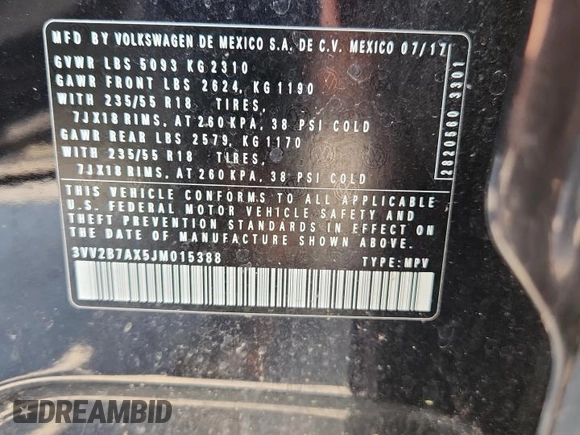 MFD BY VOLKSWAGEN DE MEXICO S.A. DE C.V. MEXICO 07/17
GVWR LBS 5093 KG 2310
GAWR FRONT LBS 2624, KG 1190
WITH 235/55 R18 TIRES,
7JX18 RIMS, AT 260 KPA, 38 PSI COLD
GAWR REAR LBS 2579, KG 1170
WITH 235/55 R18 TIRES,
7JX18 RIMS, AT 260 KPA, 38 PSI COLD
THIS VEHICLE CONFORMS TO ALL APPLICABLE
U.S. FEDERAL MOTOR VEHICLE SAFETY AND
THEFT PREVENTION STANDARDS IN EFFECT ON
THE DATE OF MANUFACTURE SHOWN ABOVE.
3VV2B7AX5JM015388 TYPE: MPV
2820560 3301
DREAMBID